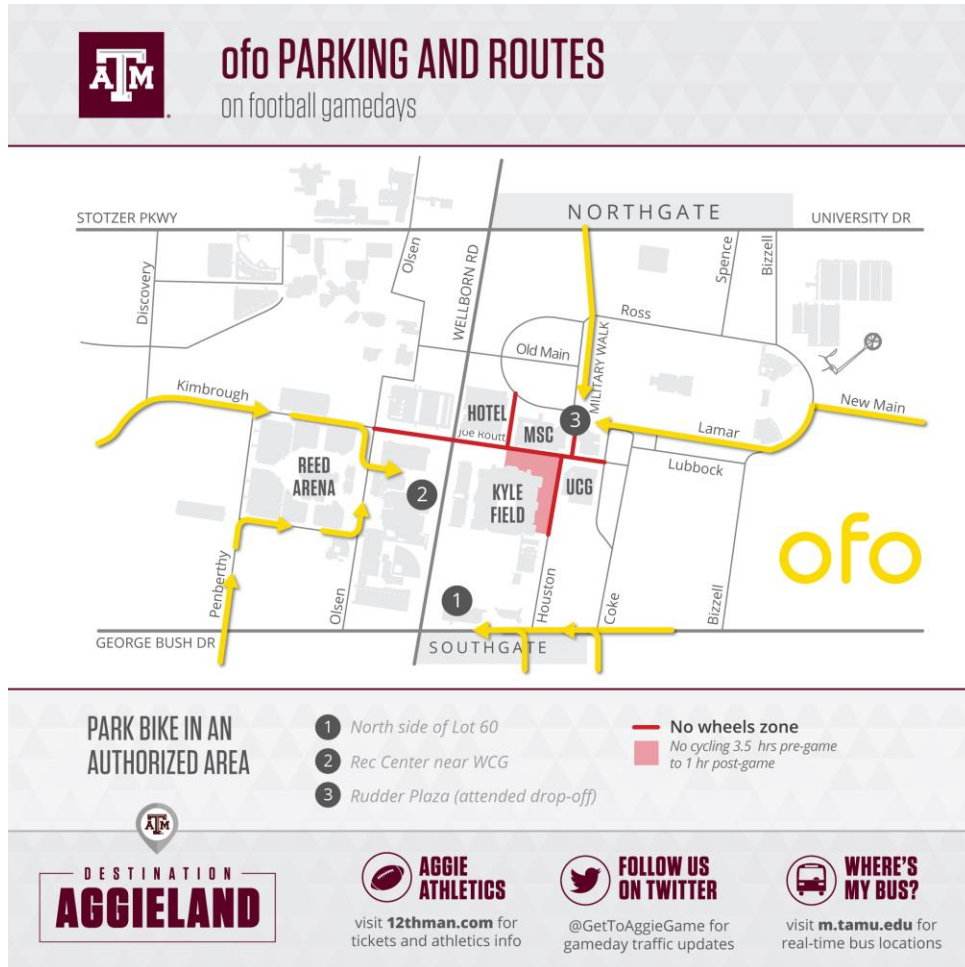 ATM
ofo PARKING AND ROUTES
on football gamedays
NORTHGATE
STOTZER PKWY
UNIVERSITY DR
Olsen
WELLBORN RD
Spence
Bizzell
Discovery
Ross
Old Main
MILITARY WALK
Kimbrough
HOTEL
New Main
3
Joe Routt
MSC
Lamar
Lubbock
REED
ARENA
2
KYLE
FIELD
UCG
ofo
Penberthy
Olsen
1
Houston
Coke
Bizzell
GEORGE BUSH DR
SOUTHGATE
PARK BIKE IN AN
AUTHORIZED AREA
1 North side of Lot 60
2 Rec Center near WCG
3 Rudder Plaza (attended drop-off)
No wheels zone
No cycling 3.5 hrs pre-game
to 1 hr post-game
ATM
DESTINATION
AGGIELAND
AGGIE
ATHLETICS
visit 12thman.com for
tickets and athletics info
FOLLOW US
ON TWITTER
@GetToAggieGame for
gameday traffic updates
WHERE'S
MY BUS?
visit m.tamu.edu for
real-time bus locations